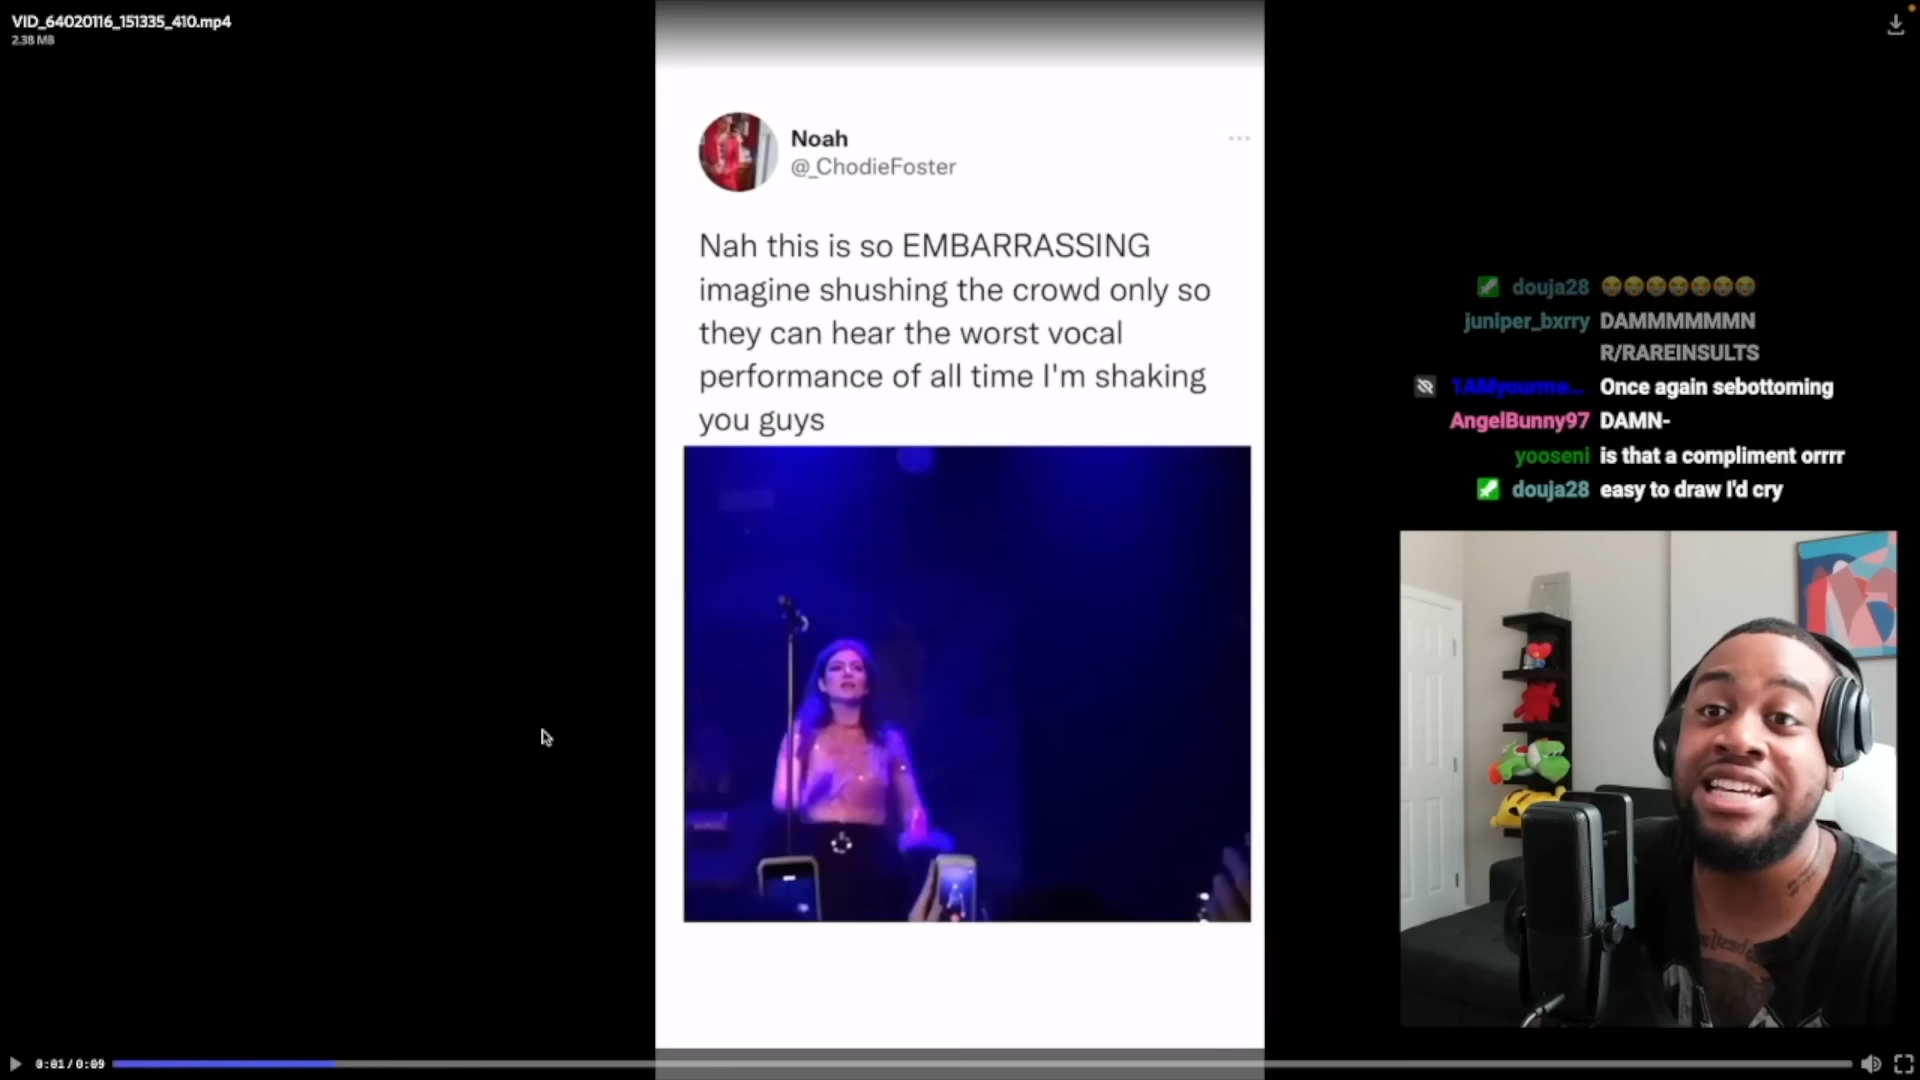 VID_64020116_151335_410.mp4
2.38 MB
Noah
@_ChodieFoster
Nah this is so EMBARRASSING
imagine shushing the crowd only so
they can hear the worst vocal
performance of all time I'm shaking
you guys
douja28 😭😭😭😭😭😭😭
juniper_bxrry DAMMMMMMN
R/RAREINSULTS
1AMyourme... Once again sebottoming
AngelBunny97 DAMN-
yooseni is that a compliment orrrr
douja28 easy to draw I'd cry
0:01/0:09